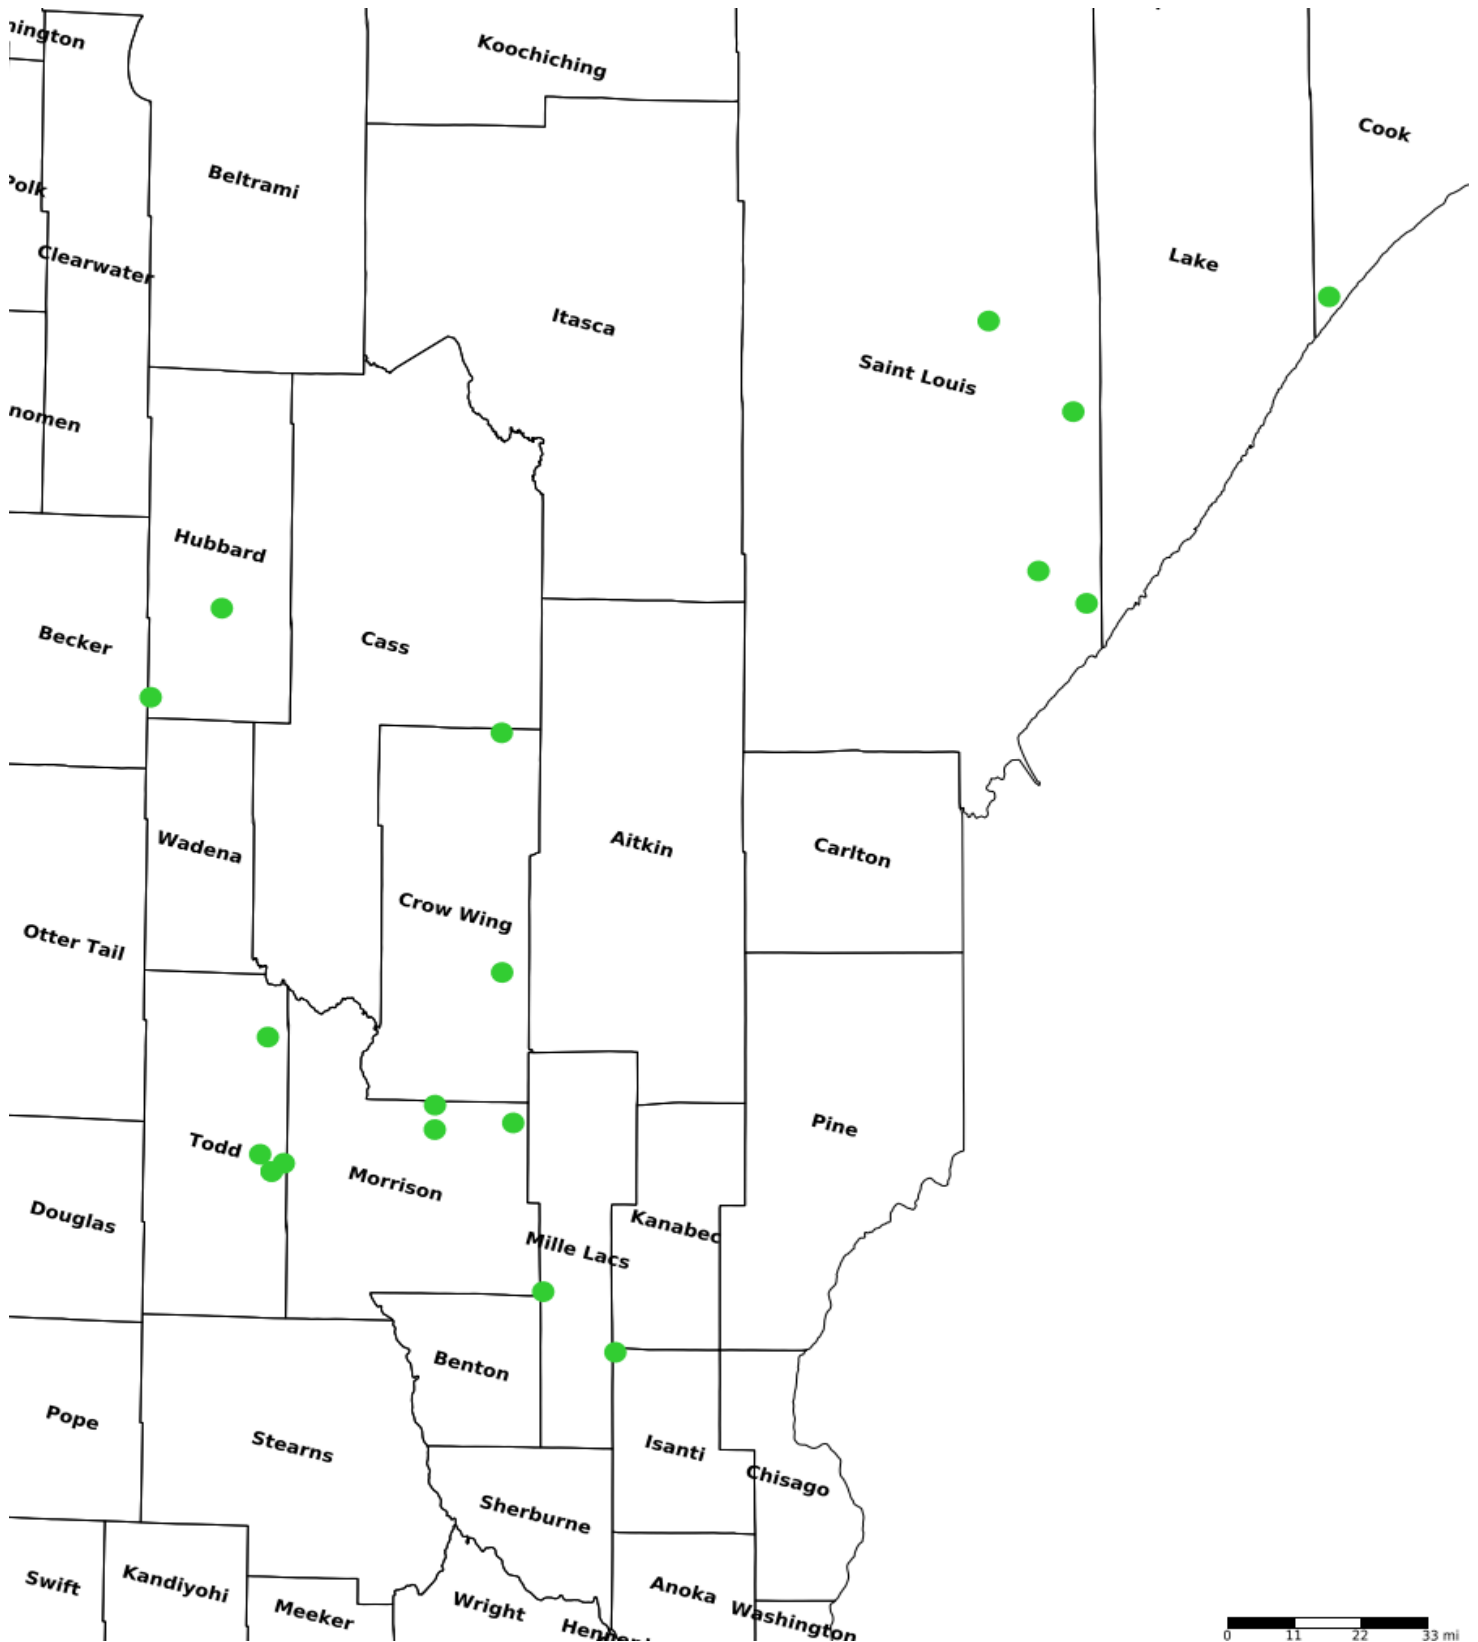 nington
Koochiching
Cook
Beltrami
Polk
Clearwater
Lake
Itasca
Saint Louis
nomen
Hubbard
Becker
Cass
Wadena
Aitkin
Carlton
Crow Wing
Otter Tail
Pine
Todd
Morrison
Douglas
Kanabec
Mille Lacs
Benton
Pope
Stearns
Isanti
Chisago
Sherburne
Swift
Kandiyohi
Anoka
Meeker
Wright
Washington
0 11 22 33 mi